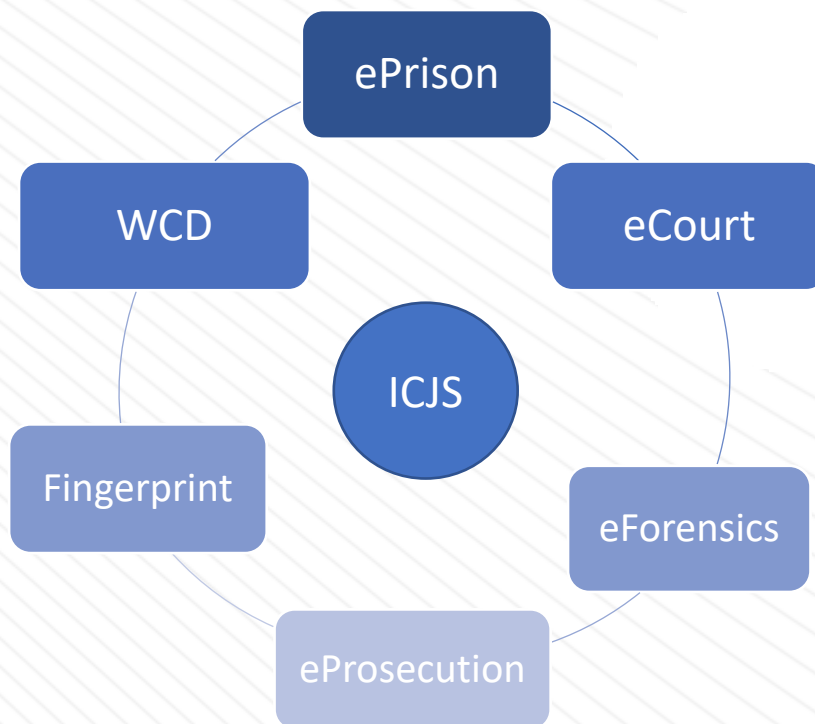 ePrison
WCD
eCourt
ICJS
Fingerprint
eForensics
eProsecution